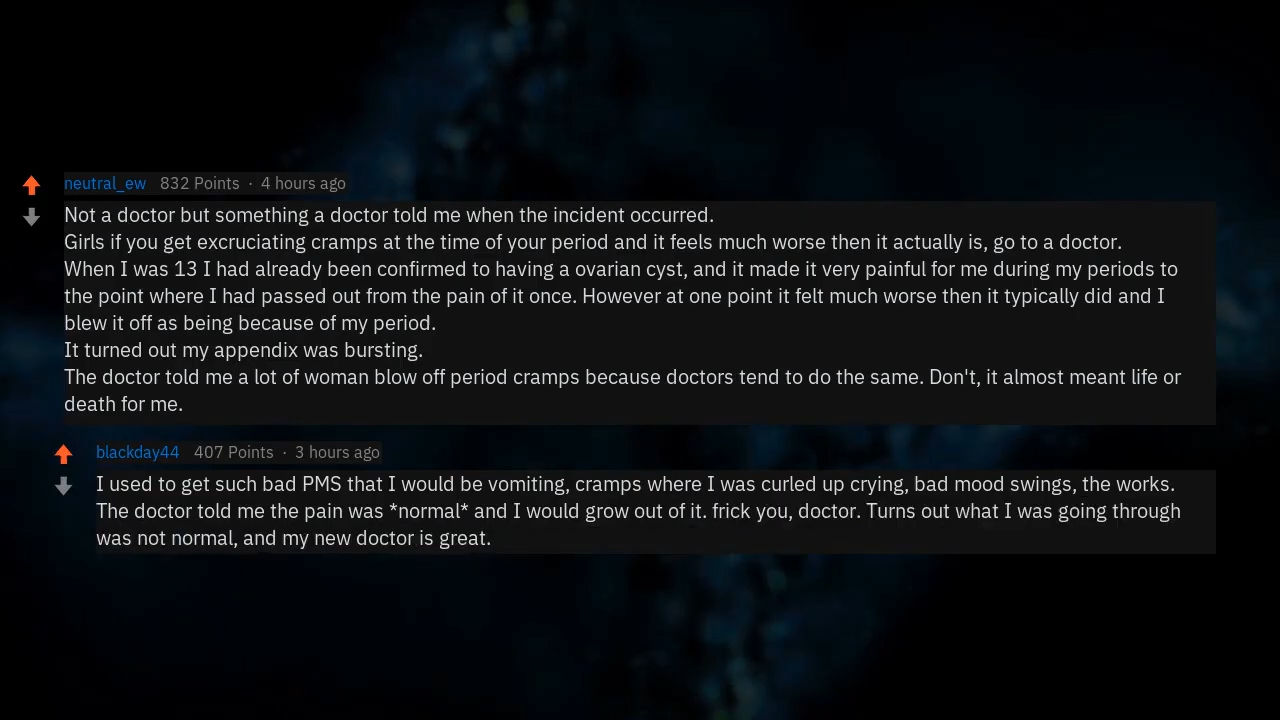 neutral_ew 832 Points · 4 hours ago
Not a doctor but something a doctor told me when the incident occurred.
Girls if you get excruciating cramps at the time of your period and it feels much worse then it actually is, go to a doctor.
When I was 13 I had already been confirmed to having a ovarian cyst, and it made it very painful for me during my periods to
the point where I had passed out from the pain of it once. However at one point it felt much worse then it typically did and I
blew it off as being because of my period.
It turned out my appendix was bursting.
The doctor told me a lot of woman blow off period cramps because doctors tend to do the same. Don't, it almost meant life or
death for me.
blackday44 407 Points · 3 hours ago
I used to get such bad PMS that I would be vomiting, cramps where I was curled up crying, bad mood swings, the works.
The doctor told me the pain was *normal* and I would grow out of it. frick you, doctor. Turns out what I was going through
was not normal, and my new doctor is great.